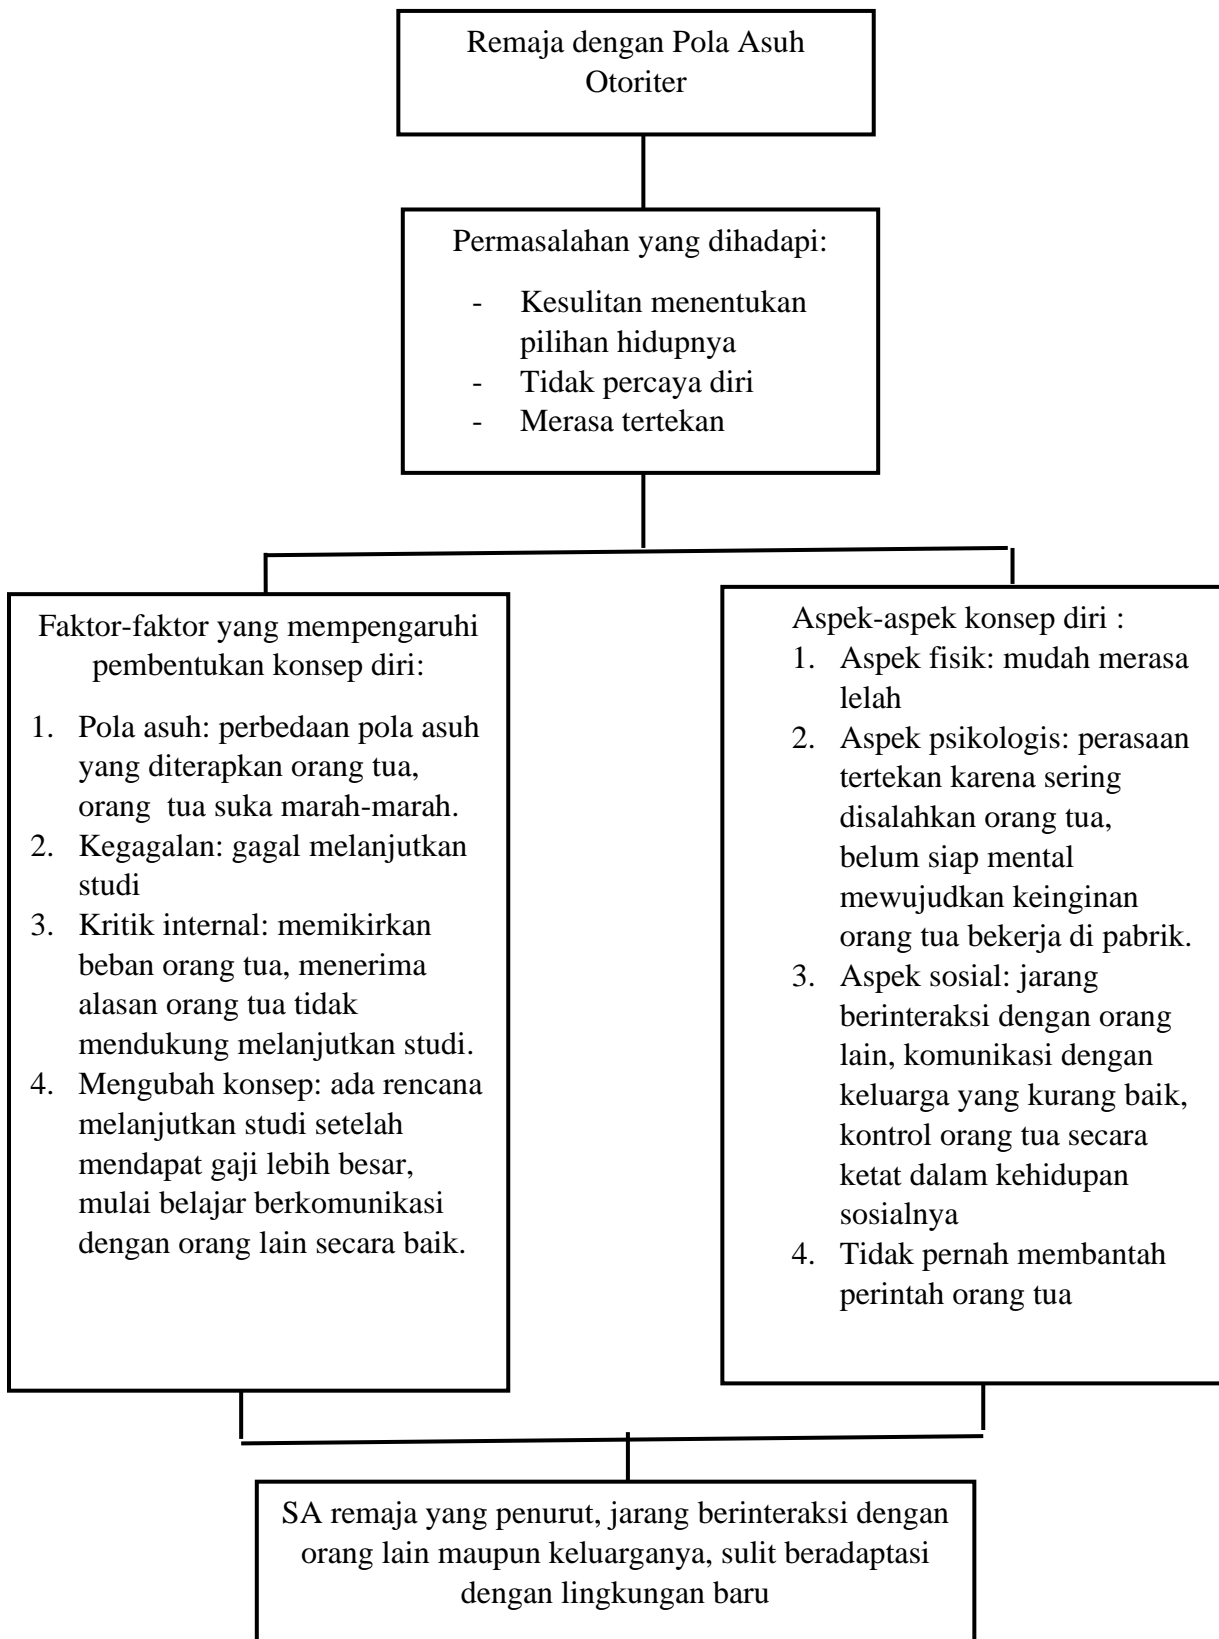 Remaja dengan Pola Asuh
Otoriter
Permasalahan yang dihadapi:
- Kesulitan menentukan
pilihan hidupnya
- Tidak percaya diri
- Merasa tertekan
Faktor-faktor yang mempengaruhi
pembentukan konsep diri:
1. Pola asuh: perbedaan pola asuh
yang diterapkan orang tua,
orang tua suka marah-marah.
2. Kegagalan: gagal melanjutkan
studi
3. Kritik internal: memikirkan
beban orang tua, menerima
alasan orang tua tidak
mendukung melanjutkan studi.
4. Mengubah konsep: ada rencana
melanjutkan studi setelah
mendapat gaji lebih besar,
mulai belajar berkomunikasi
dengan orang lain secara baik.
Aspek-aspek konsep diri :
1. Aspek fisik: mudah merasa
lelah
2. Aspek psikologis: perasaan
tertekan karena sering
disalahkan orang tua,
belum siap mental
mewujudkan keinginan
orang tua bekerja di pabrik.
3. Aspek sosial: jarang
berinteraksi dengan orang
lain, komunikasi dengan
keluarga yang kurang baik,
kontrol orang tua secara
ketat dalam kehidupan
sosialnya
4. Tidak pernah membantah
perintah orang tua
SA remaja yang penurut, jarang berinteraksi dengan
orang lain maupun keluarganya, sulit beradaptasi
dengan lingkungan baru